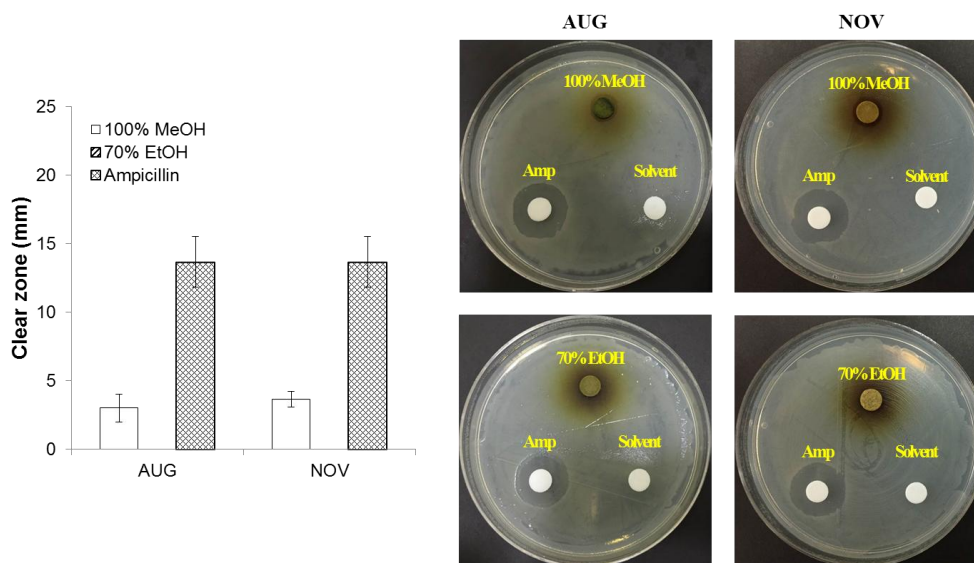 AUG
NOV
25
20
15
10
5
0
Clear zone (mm)
100% MeOH
70% EtOH
Ampicillin
AUG
NOV
100% MeOH
Amp
Solvent
100% MeOH
Amp
Solvent
70% EtOH
Amp
Solvent
70% EtOH
Amp
Solvent